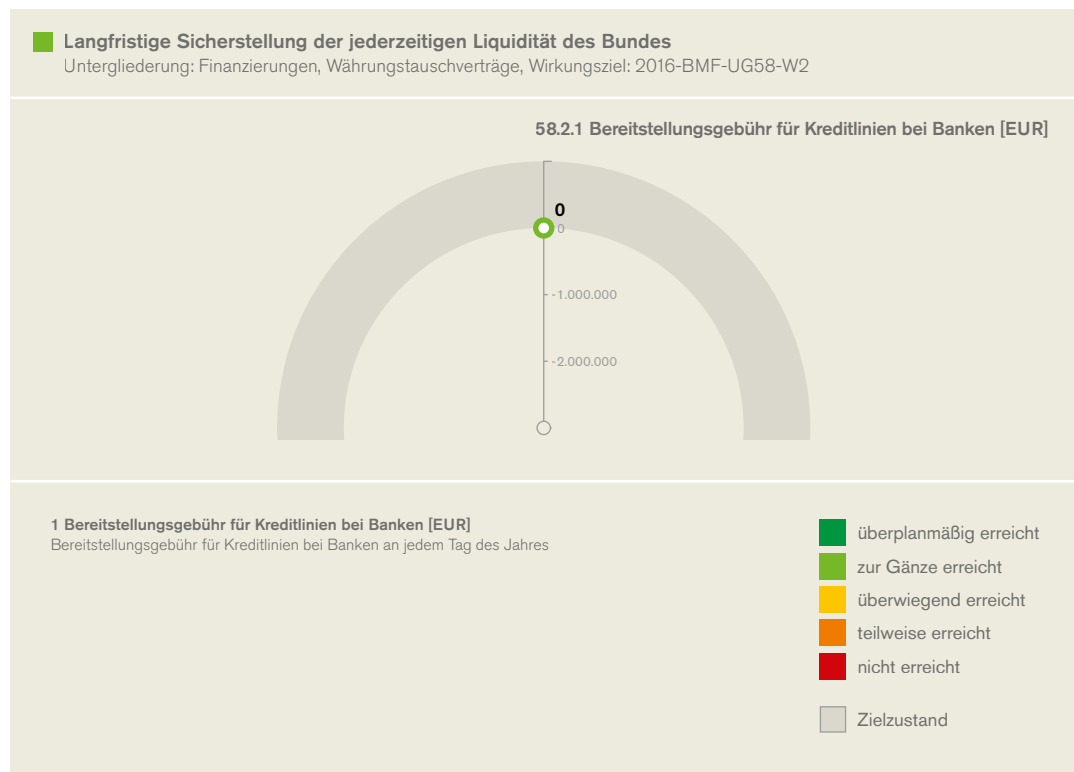 Langfristige Sicherstellung der jederzeitigen Liquidität des Bundes
Untergliederung: Finanzierungen, Währungstauschverträge, Wirkungsziel: 2016-BMF-UG58-W2
58.2.1 Bereitstellungsgebühr für Kreditlinien bei Banken [EUR]
0
0
-1.000.000
-2.000.000
1 Bereitstellungsgebühr für Kreditlinien bei Banken [EUR]
Bereitstellungsgebühr für Kreditlinien bei Banken an jedem Tag des Jahres
überplanmäßig erreicht
zur Gänze erreicht
überwiegend erreicht
teilweise erreicht
nicht erreicht
Zielzustand